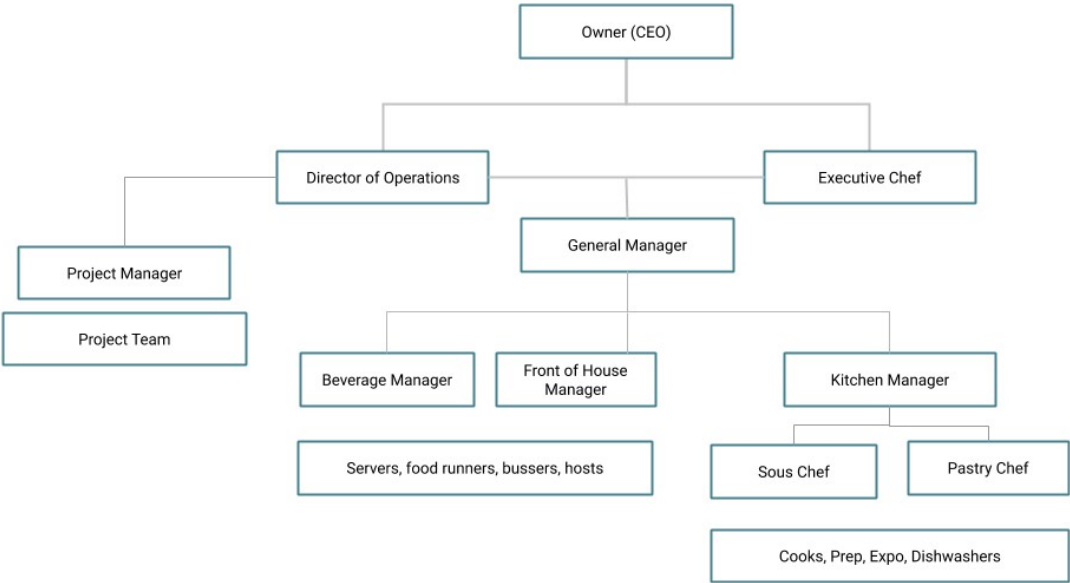 Owner (CEO)
Director of Operations
Executive Chef
General Manager
Project Manager
Project Team
Beverage Manager
Front of House
Manager
Kitchen Manager
Servers, food runners, bussers, hosts
Sous Chef
Pastry Chef
Cooks, Prep, Expo, Dishwashers